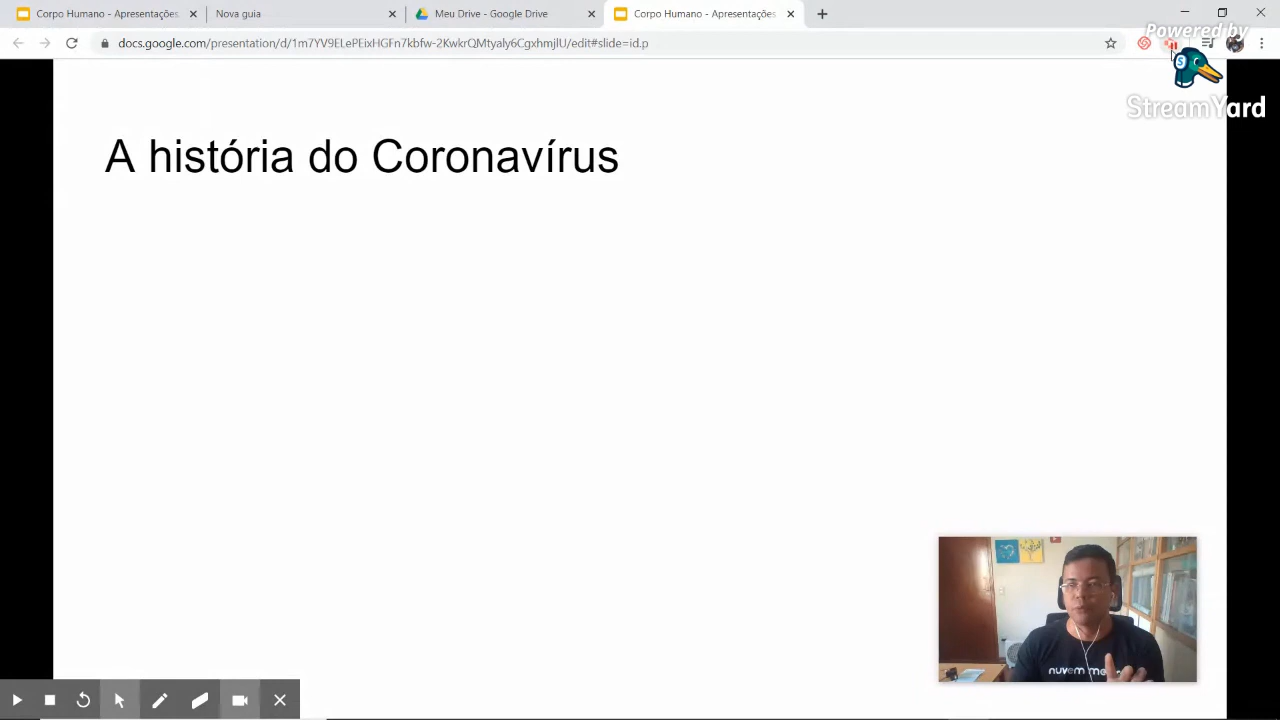 Corpo Humano - Apresentações
Nova guia
Meu Drive - Google Drive
Corpo Humano - Apresentações
docs.google.com/presentation/d/1m7YV9ELePEixHGFn7kbfw-2KwkrQMt_dy6CgxhmjlU/edit#slide=id.p
Powered by
S
StreamYard
A história do Coronavírus